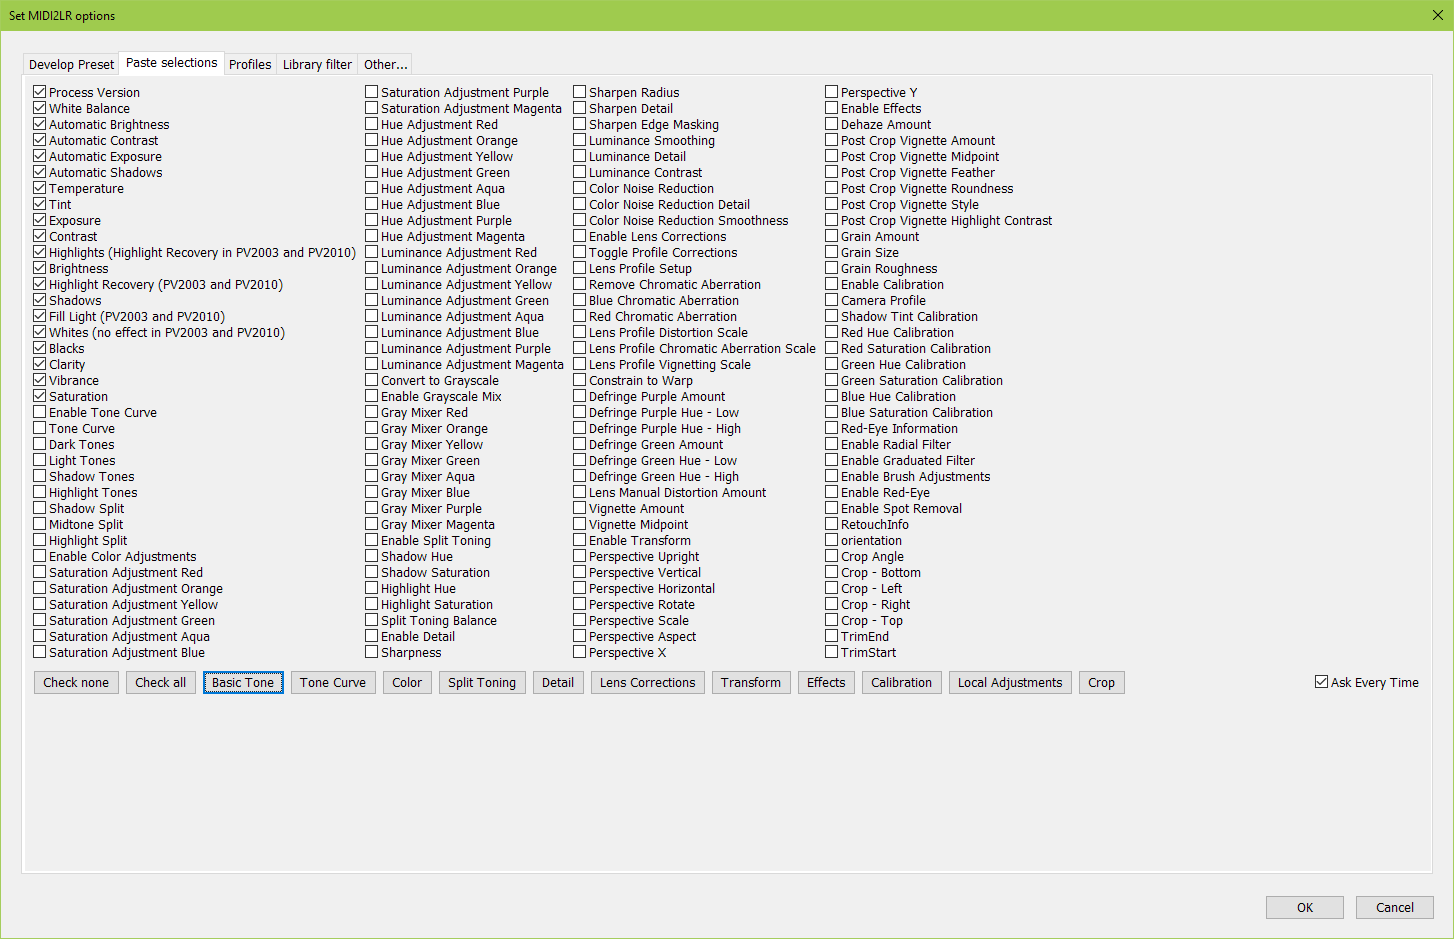 Set MIDI2LR options
Develop Preset
Paste selections
Profiles
Library filter
Other...
Process Version
White Balance
Automatic Brightness
Automatic Contrast
Automatic Exposure
Automatic Shadows
Temperature
Tint
Exposure
Contrast
Highlights (Highlight Recovery in PV2003 and PV2010)
Brightness
Highlight Recovery (PV2003 and PV2010)
Shadows
Fill Light (PV2003 and PV2010)
Whites (no effect in PV2003 and PV2010)
Blacks
Clarity
Vibrance
Saturation
Enable Tone Curve
Tone Curve
Dark Tones
Light Tones
Shadow Tones
Highlight Tones
Shadow Split
Midtone Split
Highlight Split
Enable Color Adjustments
Saturation Adjustment Red
Saturation Adjustment Orange
Saturation Adjustment Yellow
Saturation Adjustment Green
Saturation Adjustment Aqua
Saturation Adjustment Blue
Saturation Adjustment Purple
Saturation Adjustment Magenta
Hue Adjustment Red
Hue Adjustment Orange
Hue Adjustment Yellow
Hue Adjustment Green
Hue Adjustment Aqua
Hue Adjustment Blue
Hue Adjustment Purple
Hue Adjustment Magenta
Luminance Adjustment Red
Luminance Adjustment Orange
Luminance Adjustment Yellow
Luminance Adjustment Green
Luminance Adjustment Aqua
Luminance Adjustment Blue
Luminance Adjustment Purple
Luminance Adjustment Magenta
Convert to Grayscale
Enable Grayscale Mix
Gray Mixer Red
Gray Mixer Orange
Gray Mixer Yellow
Gray Mixer Green
Gray Mixer Aqua
Gray Mixer Blue
Gray Mixer Purple
Gray Mixer Magenta
Enable Split Toning
Shadow Hue
Shadow Saturation
Highlight Hue
Highlight Saturation
Split Toning Balance
Enable Detail
Sharpness
Sharpen Radius
Sharpen Detail
Sharpen Edge Masking
Luminance Smoothing
Luminance Detail
Luminance Contrast
Color Noise Reduction
Color Noise Reduction Detail
Color Noise Reduction Smoothness
Enable Lens Corrections
Toggle Profile Corrections
Lens Profile Setup
Remove Chromatic Aberration
Blue Chromatic Aberration
Red Chromatic Aberration
Lens Profile Distortion Scale
Lens Profile Chromatic Aberration Scale
Lens Profile Vignetting Scale
Constrain to Warp
Defringe Purple Amount
Defringe Purple Hue - Low
Defringe Purple Hue - High
Defringe Green Amount
Defringe Green Hue - Low
Defringe Green Hue - High
Lens Manual Distortion Amount
Vignette Amount
Vignette Midpoint
Enable Transform
Perspective Upright
Perspective Vertical
Perspective Horizontal
Perspective Rotate
Perspective Scale
Perspective Aspect
Perspective X
Perspective Y
Enable Effects
Dehaze Amount
Post Crop Vignette Amount
Post Crop Vignette Midpoint
Post Crop Vignette Feather
Post Crop Vignette Roundness
Post Crop Vignette Style
Post Crop Vignette Highlight Contrast
Grain Amount
Grain Size
Grain Roughness
Enable Calibration
Camera Profile
Shadow Tint Calibration
Red Hue Calibration
Red Saturation Calibration
Green Hue Calibration
Green Saturation Calibration
Blue Hue Calibration
Blue Saturation Calibration
Red-Eye Information
Enable Radial Filter
Enable Graduated Filter
Enable Brush Adjustments
Enable Red-Eye
Enable Spot Removal
RetouchInfo
orientation
Crop Angle
Crop - Bottom
Crop - Left
Crop - Right
Crop - Top
TrimEnd
TrimStart
Check none
Check all
Basic Tone
Tone Curve
Color
Split Toning
Detail
Lens Corrections
Transform
Effects
Calibration
Local Adjustments
Crop
Ask Every Time
OK
Cancel